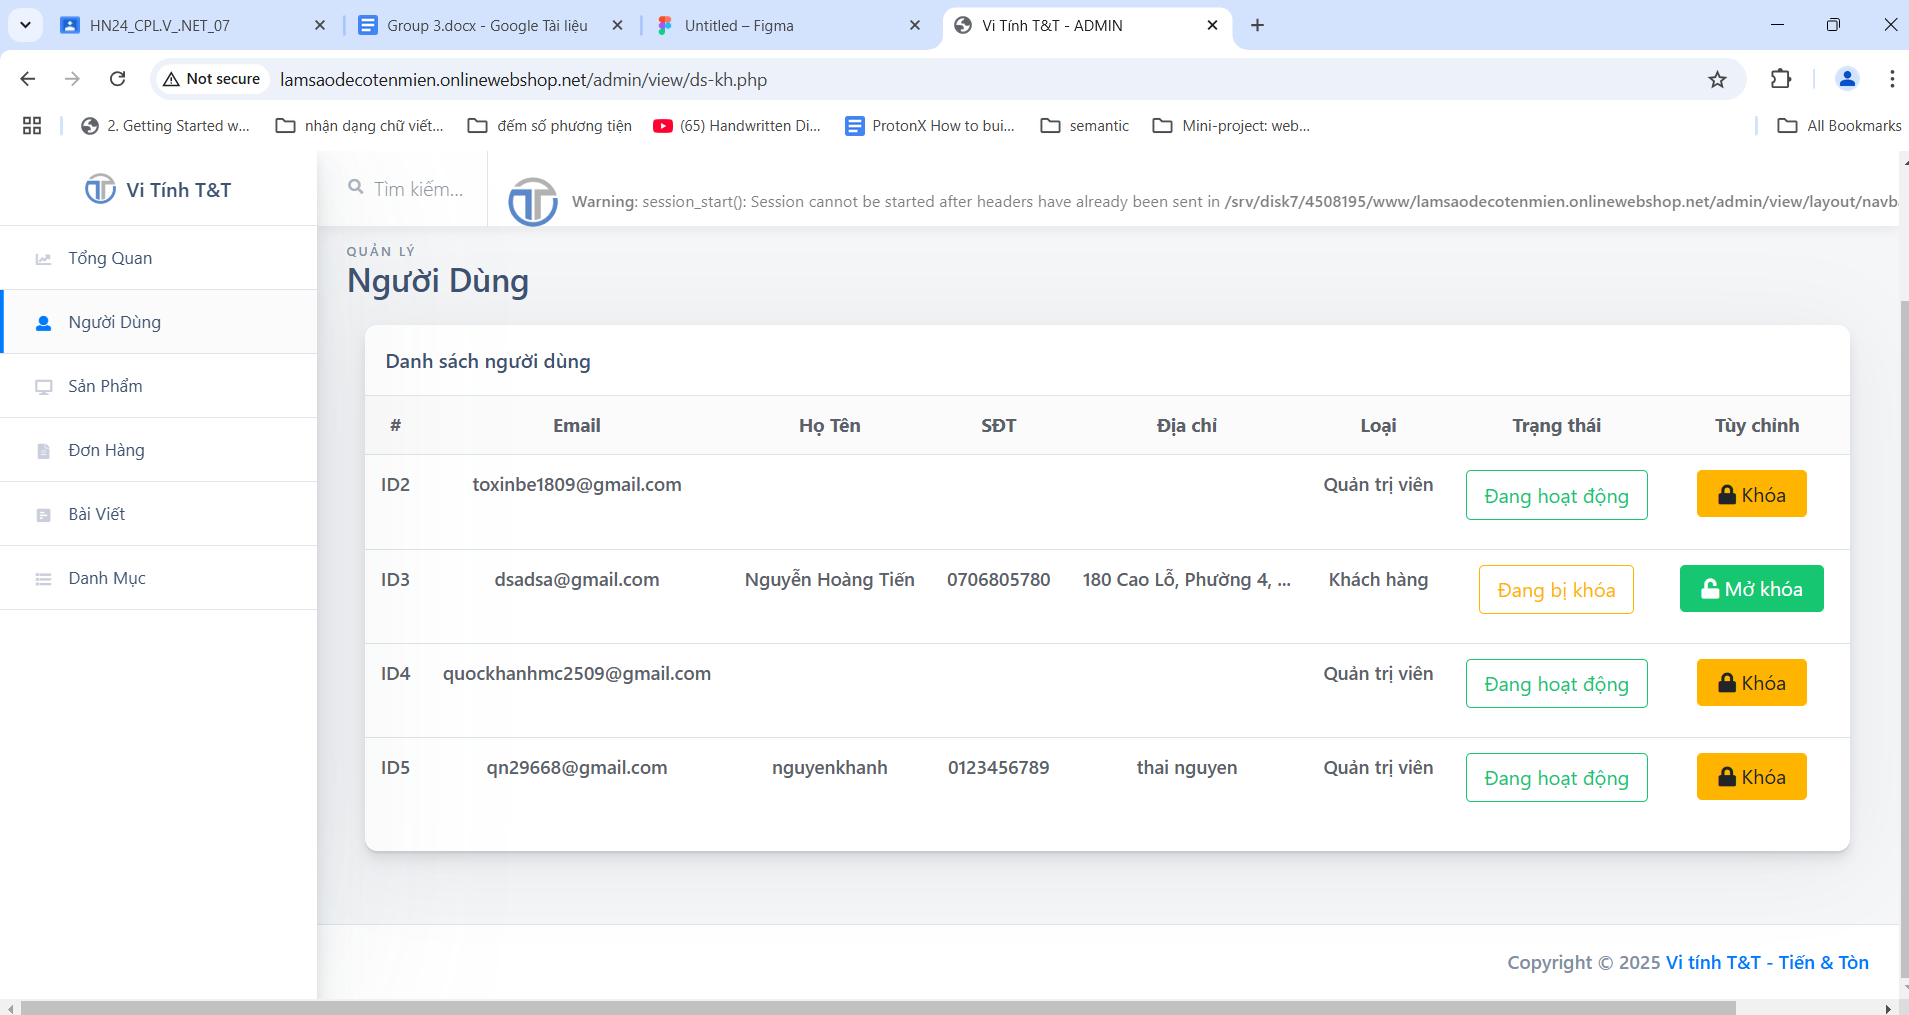 HN24_CPL.V_.NET_07
Group 3.docx - Google Tài liệu
Untitled – Figma
Vi Tính T&T - ADMIN
Not secure
lamsaodecotenmien.onlinewebshop.net/admin/view/ds-kh.php
2. Getting Started w...
nhận dạng chữ viết...
đếm số phương tiện
(65) Handwritten Di...
ProtonX How to bui...
semantic
Mini-project: web...
All Bookmarks
Vi Tính T&T
Tìm kiếm...
Warning: session_start(): Session cannot be started after headers have already been sent in /srv/disk7/4508195/www/lamsaodecotenmien.onlinewebshop.net/admin/view/layout/navb
Tổng Quan
Người Dùng
Sản Phẩm
Đơn Hàng
Bài Viết
Danh Mục
QUẢN LÝ
Người Dùng
Danh sách người dùng
# Email Họ Tên SĐT Địa chỉ Loại Trạng thái Tùy chỉnh
ID2 toxinbe1809@gmail.com Quản trị viên Đang hoạt động Khóa
ID3 dsadsa@gmail.com Nguyễn Hoàng Tiến 0706805780 180 Cao Lỗ, Phường 4, ... Khách hàng Đang bị khóa Mở khóa
ID4 quockhanhmc2509@gmail.com Quản trị viên Đang hoạt động Khóa
ID5 qn29668@gmail.com nguyenkhanh 0123456789 thai nguyen Quản trị viên Đang hoạt động Khóa
Copyright © 2025 Vi tính T&T - Tiến & Tòn